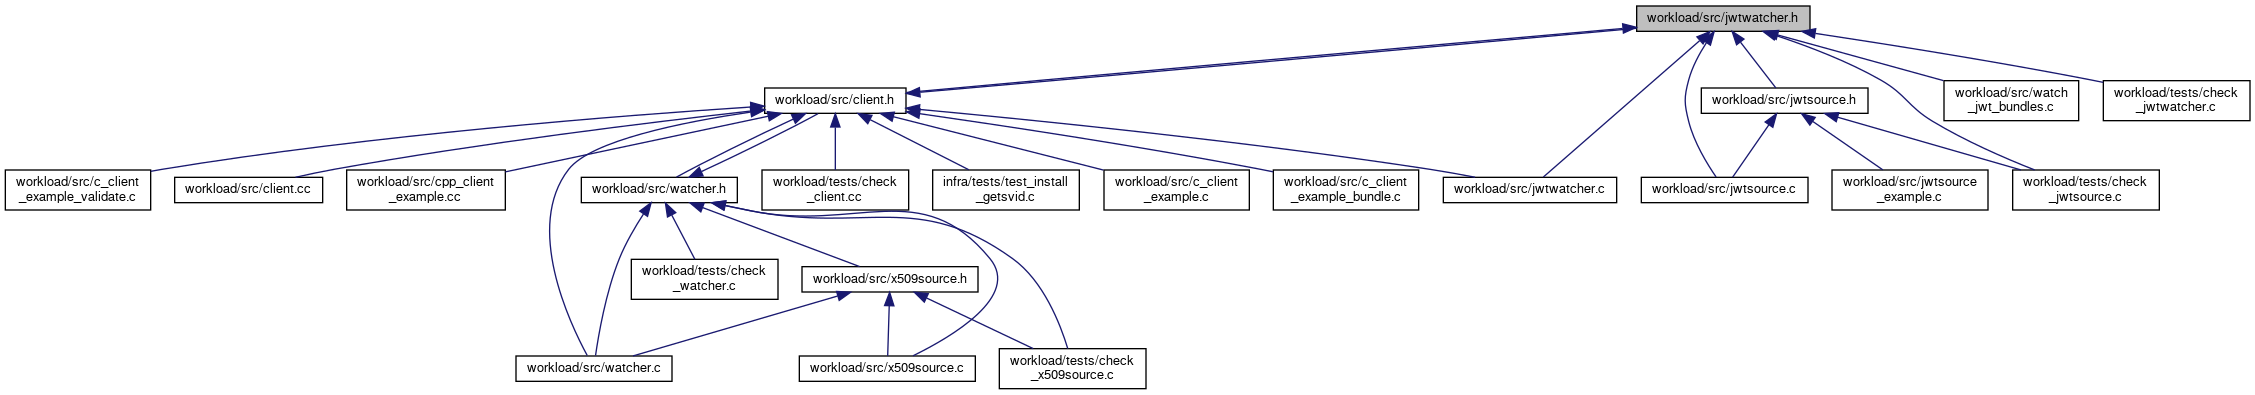 workload/src/jwtwatcher.h
workload/src/client.h
workload/src/jwtsource.h
workload/src/watch
_jwt_bundles.c
workload/tests/check
_jwtwatcher.c
workload/src/c_client
_example_validate.c
workload/src/client.cc
workload/src/cpp_client
_example.cc
workload/src/watcher.h
workload/tests/check
_client.cc
infra/tests/test_install
_getsvid.c
workload/src/c_client
_example.c
workload/src/c_client
_example_bundle.c
workload/src/jwtwatcher.c
workload/src/jwtsource.c
workload/src/jwtsource
_example.c
workload/tests/check
_jwtsource.c
workload/tests/check
_watcher.c
workload/src/x509source.h
workload/src/watcher.c
workload/src/x509source.c
workload/tests/check
_x509source.c